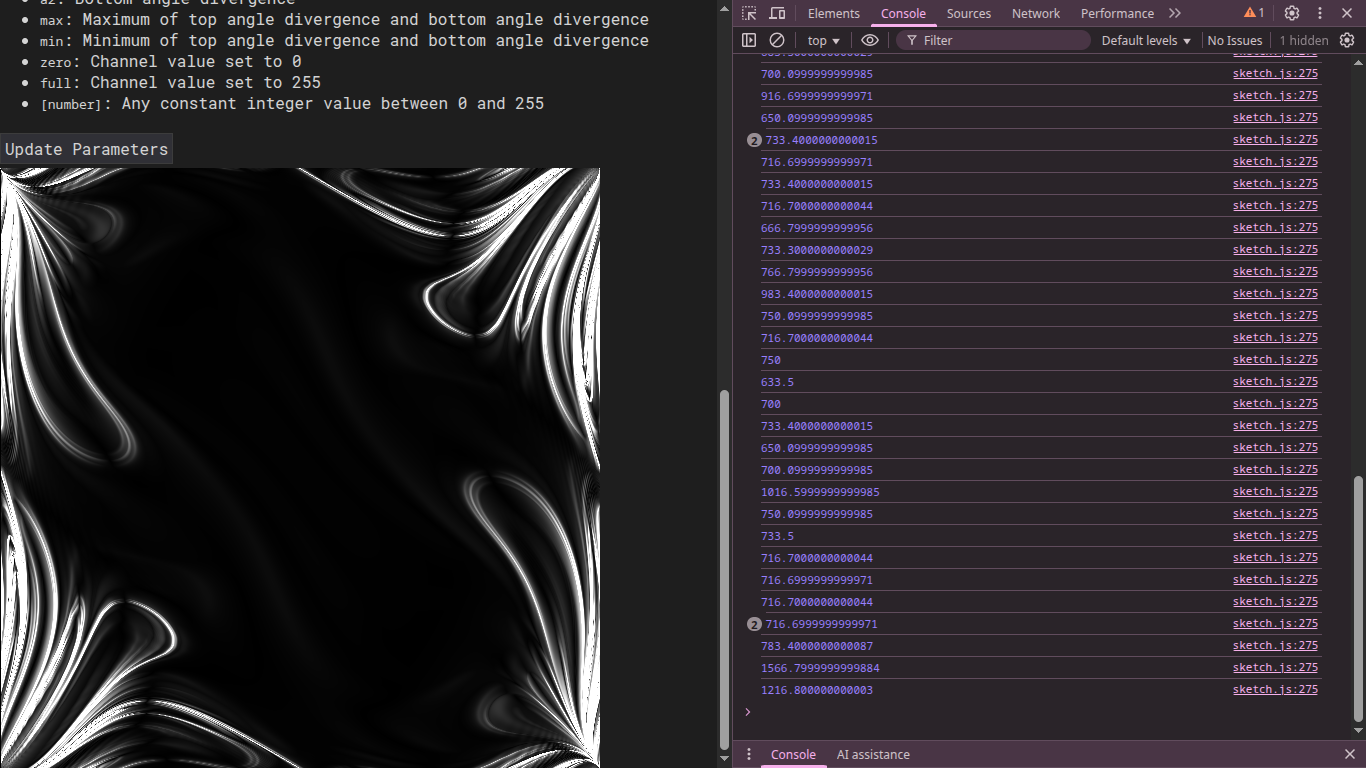 a2: Bottom angle divergence
max: Maximum of top angle divergence and bottom angle divergence
min: Minimum of top angle divergence and bottom angle divergence
zero: Channel value set to 0
full: Channel value set to 255
[number]: Any constant integer value between 0 and 255
Update Parameters
Elements Console Sources Network Performance 1
top Filter Default levels No Issues 1 hidden
sketch.js:275
700.0999999999985 sketch.js:275
916.6999999999971 sketch.js:275
650.0999999999985 sketch.js:275
2 733.4000000000015 sketch.js:275
716.6999999999971 sketch.js:275
733.4000000000015 sketch.js:275
716.7000000000044 sketch.js:275
666.7999999999956 sketch.js:275
733.3000000000029 sketch.js:275
766.7999999999956 sketch.js:275
983.4000000000015 sketch.js:275
750.0999999999985 sketch.js:275
716.7000000000044 sketch.js:275
750 sketch.js:275
633.5 sketch.js:275
700 sketch.js:275
733.4000000000015 sketch.js:275
650.0999999999985 sketch.js:275
700.0999999999985 sketch.js:275
1016.5999999999985 sketch.js:275
750.0999999999985 sketch.js:275
733.5 sketch.js:275
716.7000000000044 sketch.js:275
716.6999999999971 sketch.js:275
716.7000000000044 sketch.js:275
2 716.6999999999971 sketch.js:275
783.4000000000087 sketch.js:275
1566.7999999999884 sketch.js:275
1216.800000000003 sketch.js:275
Console AI assistance